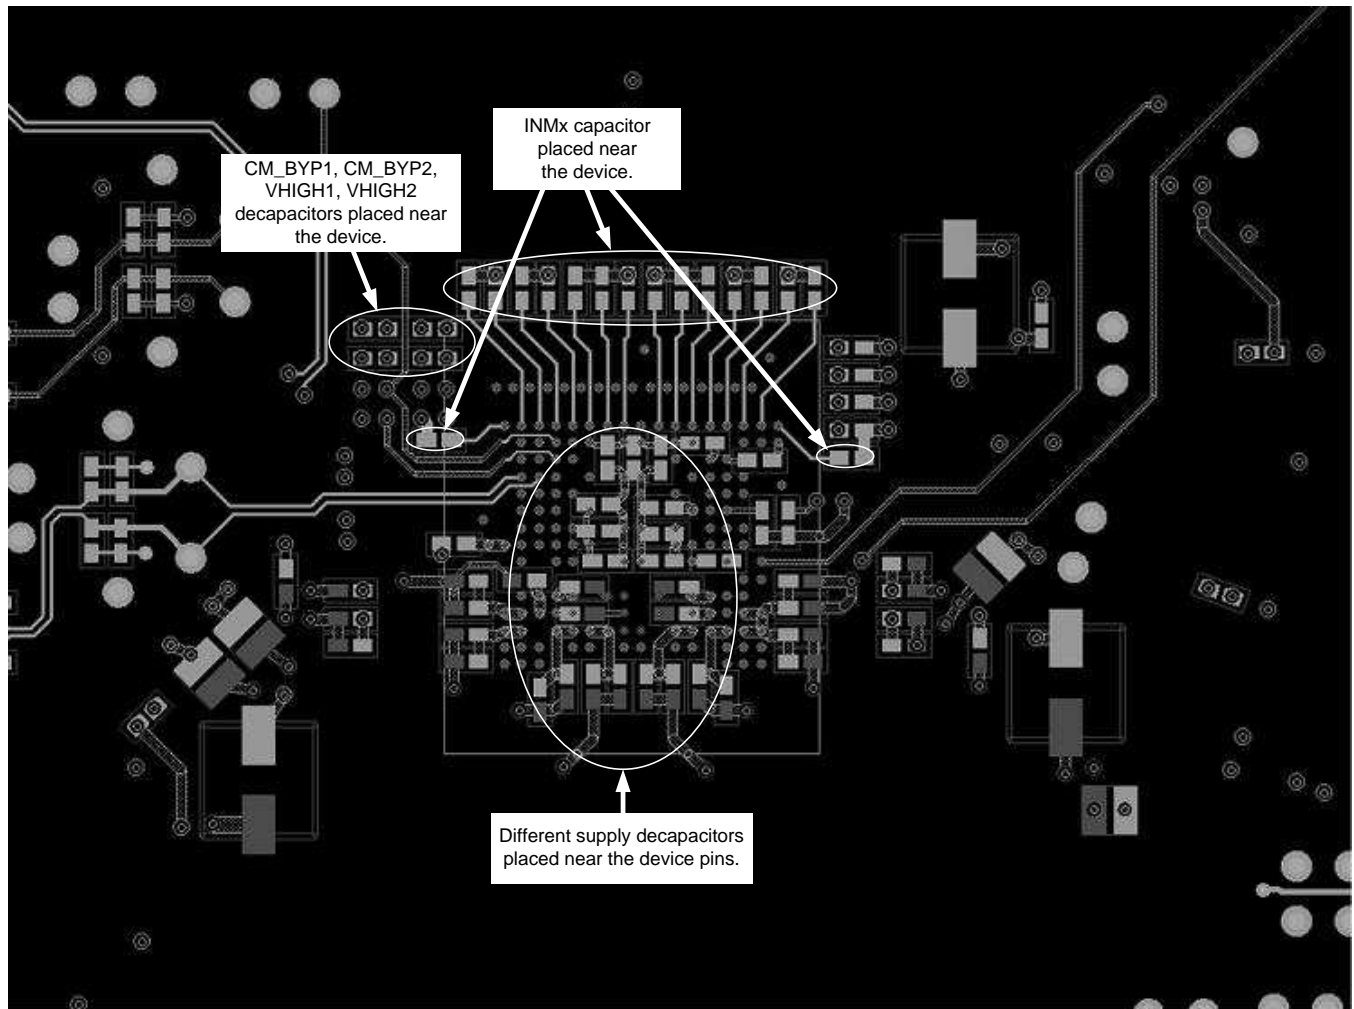 INMx capacitor
placed near
the device.
CM_BYP1, CM_BYP2,
VHIGH1, VHIGH2
decapacitors placed near
the device.
Different supply decapacitors
placed near the device pins.